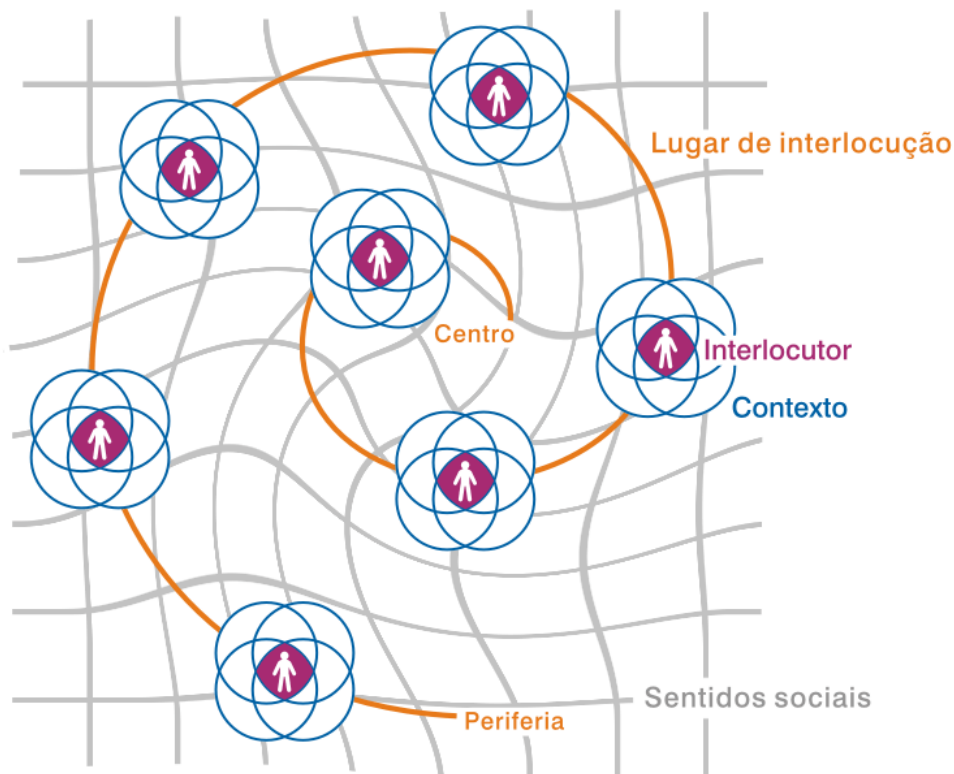 Lugar de interlocução
Centro
Interlocutor
Contexto
Sentidos sociais
Periferia